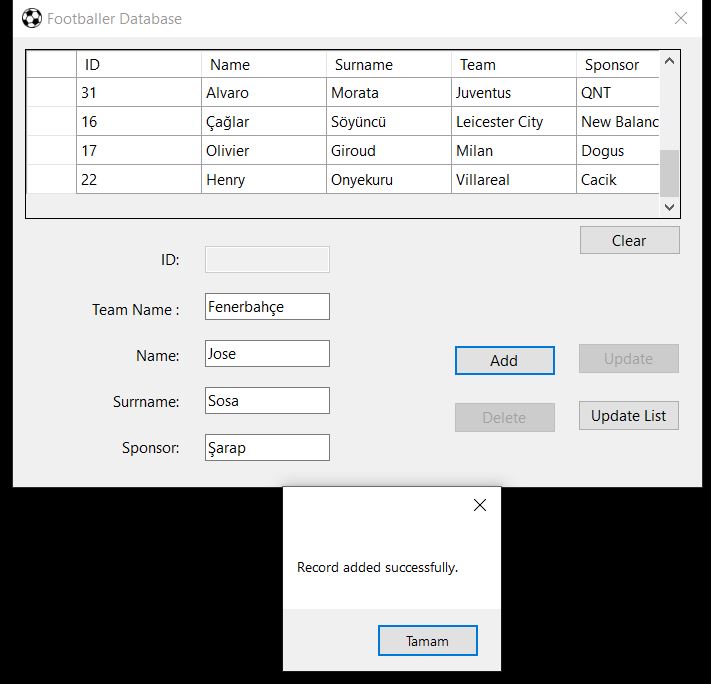 Footballer Database
ID Name Surname Team Sponsor
31 Alvaro Morata Juventus QNT
16 Çağlar Söyüncü Leicester City New Balanc
17 Olivier Giroud Milan Dogus
22 Henry Onyekuru Villareal Cacik
Clear
ID:
Team Name : Fenerbahçe
Name: Jose
Add Update
Surrname: Sosa
Delete Update List
Sponsor: Şarap
Record added successfully.
Tamam